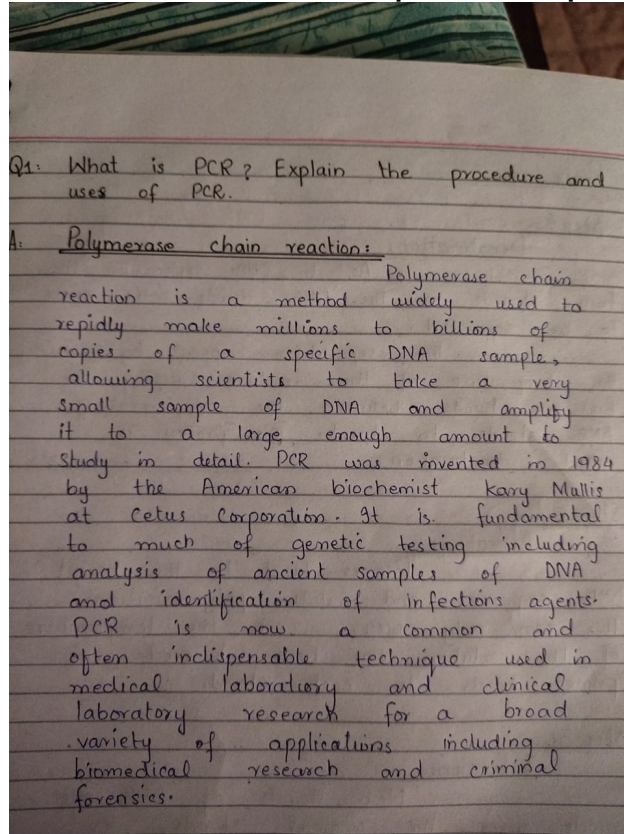 Q1: What is PCR? Explain the procedure and
uses of PCR.
A: Polymerase chain reaction:
Polymerase chain
reaction is a method widely used to
repidly make millions to billions of
copies of a specific DNA sample,
allowing scientists to take a very
small sample of DNA and amplify
it to a large enough amount to
study in detail. PCR was invented in 1984
by the American biochemist Kary Mallis
at Cetus Corporation. It is fundamental
to much of genetic testing including
analysis of ancient samples of DNA
and identification of infections agents.
PCR is now a common and
often indispensable technique used in
medical laboratiory and clinical
laboratory research for a broad
variety of applications including
biomedical research and criminal
forensics.